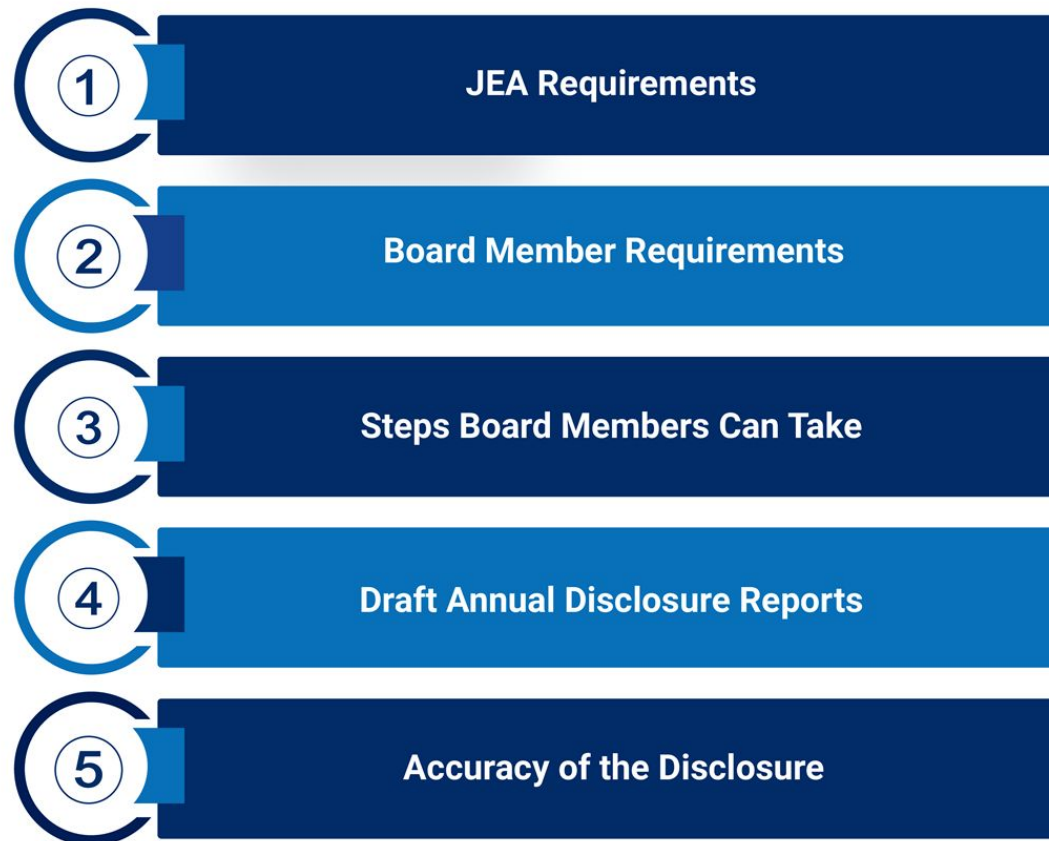 1
JEA Requirements
2
Board Member Requirements
3
Steps Board Members Can Take
4
Draft Annual Disclosure Reports
5
Accuracy of the Disclosure